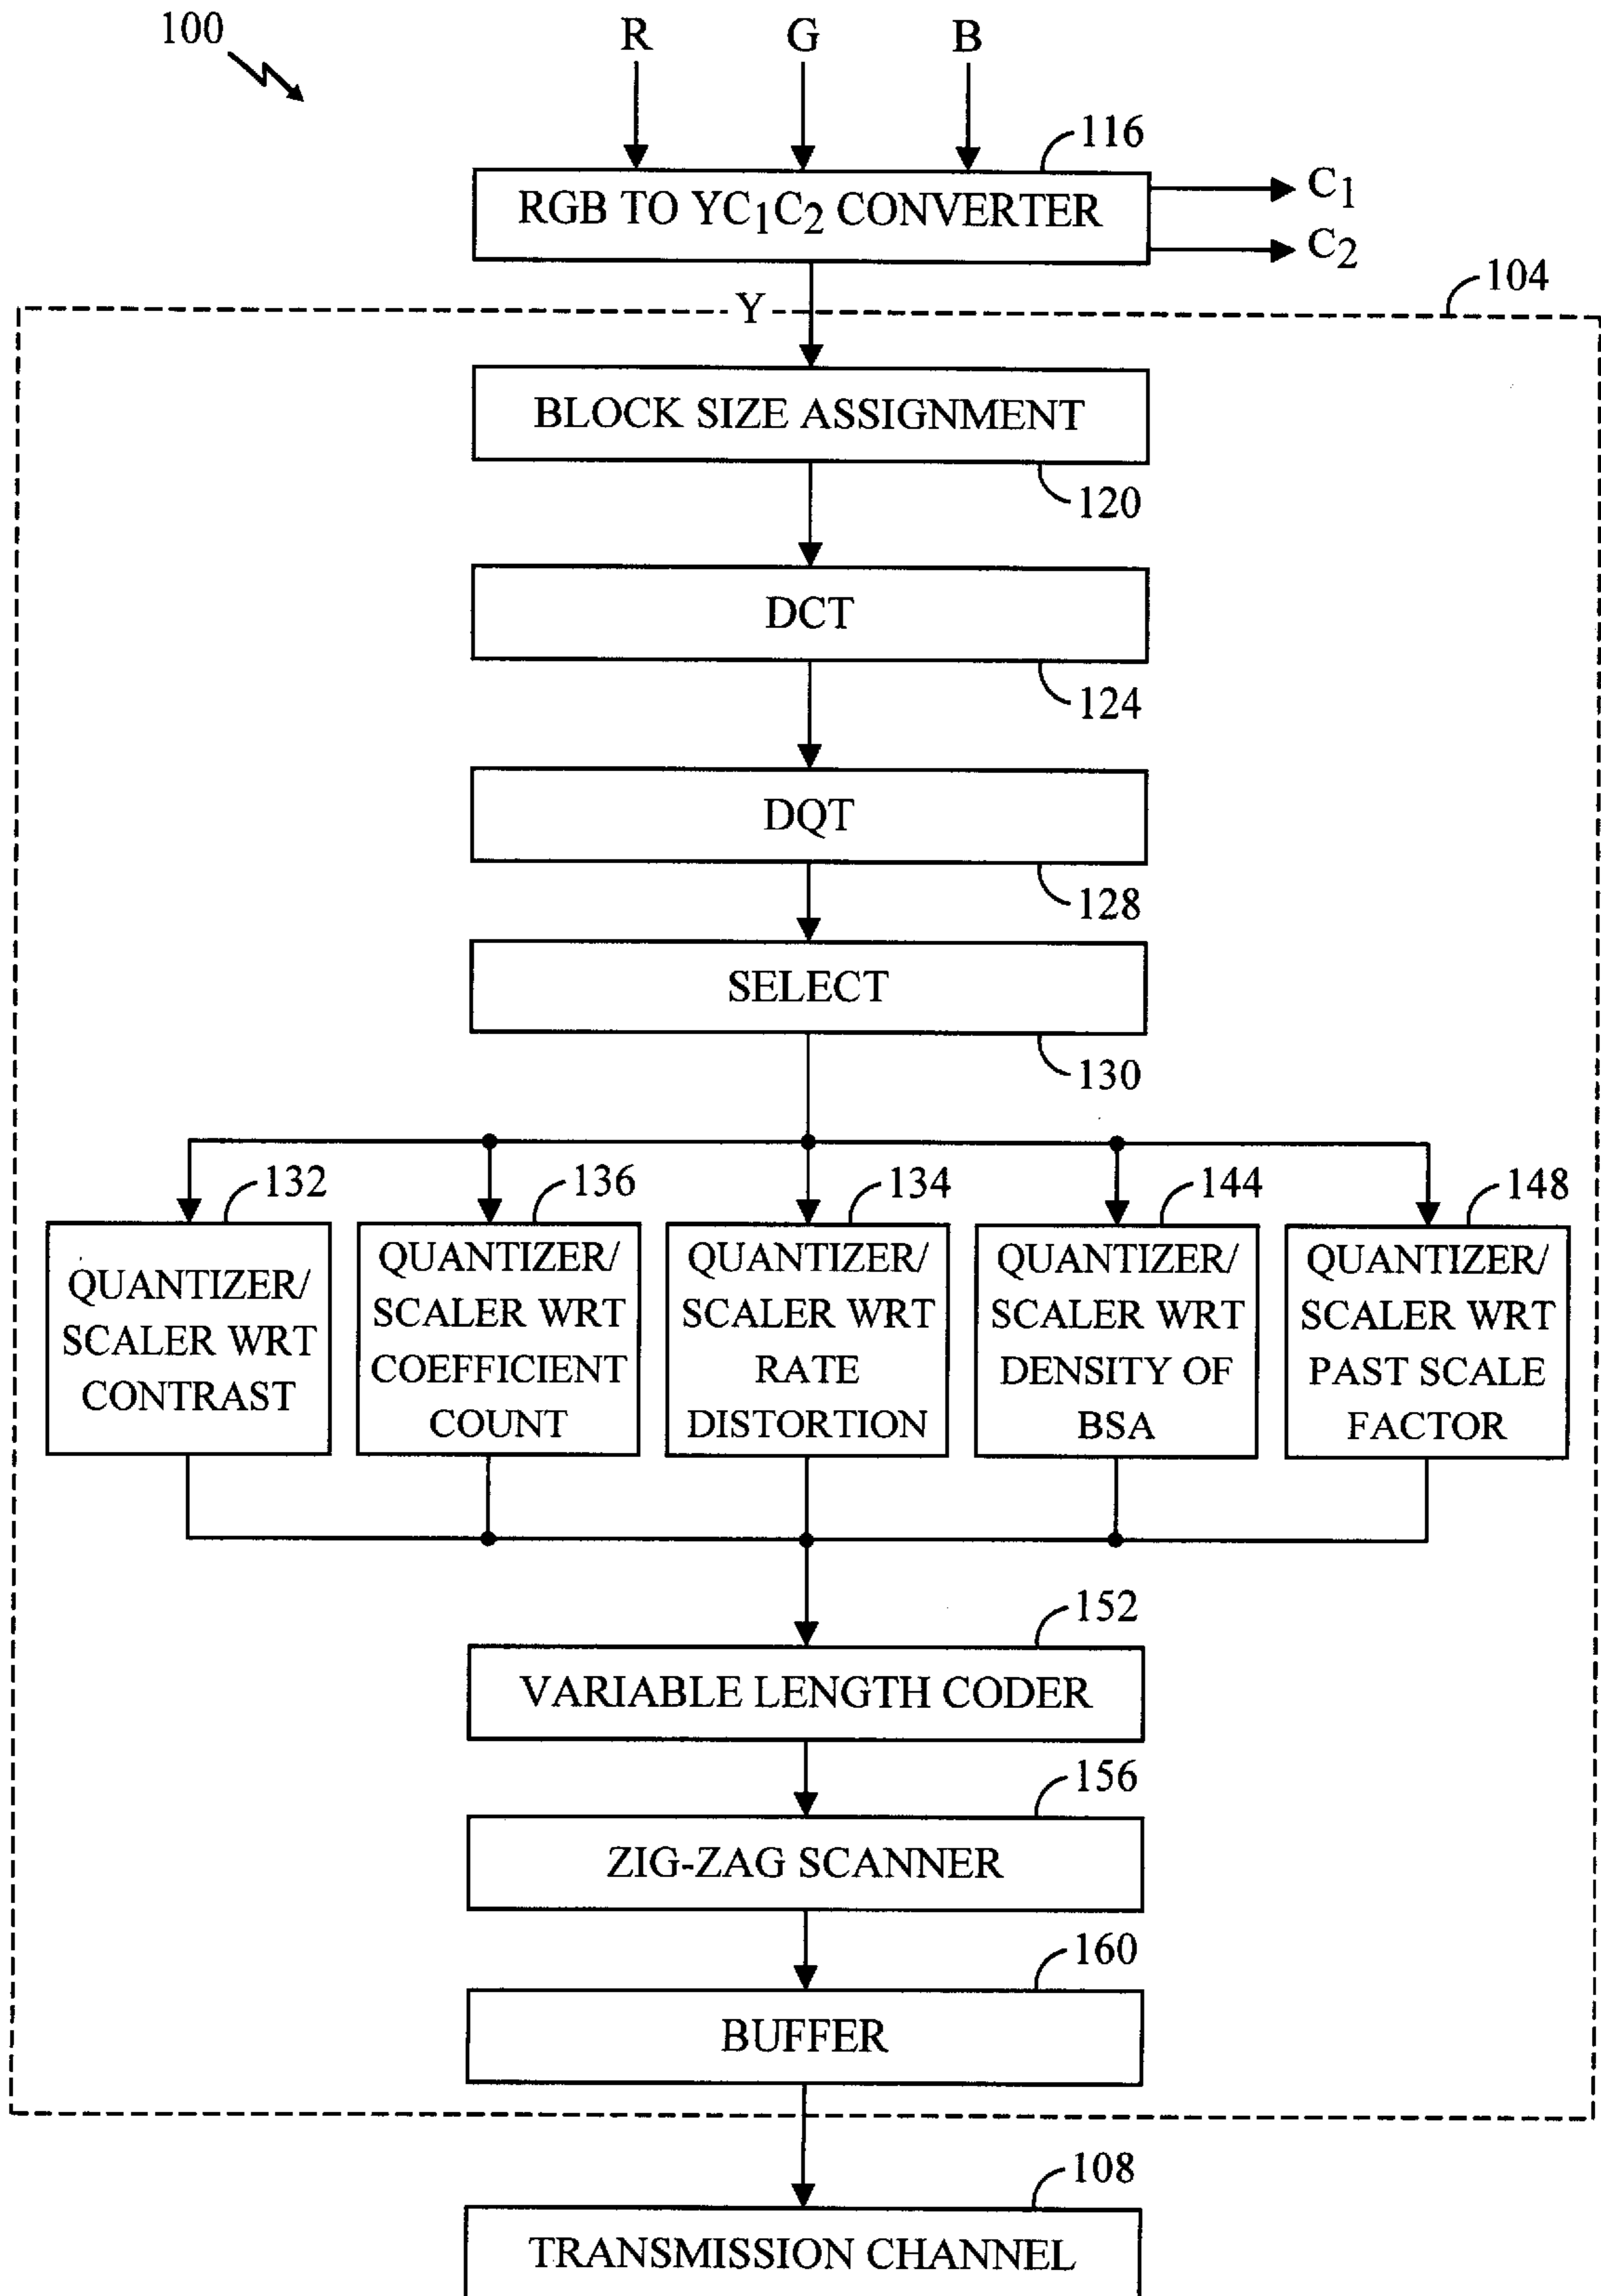 100
R G B
116
RGB TO YC1C2 CONVERTER
C1
C2
104
Y
BLOCK SIZE ASSIGNMENT
120
DCT
124
DQT
128
SELECT
130
132
136
134
144
148
QUANTIZER/
SCALER WRT
CONTRAST
QUANTIZER/
SCALER WRT
COEFFICIENT
COUNT
QUANTIZER/
SCALER WRT
RATE
DISTORTION
QUANTIZER/
SCALER WRT
DENSITY OF
BSA
QUANTIZER/
SCALER WRT
PAST SCALE
FACTOR
152
VARIABLE LENGTH CODER
156
ZIG-ZAG SCANNER
160
BUFFER
108
TRANSMISSION CHANNEL